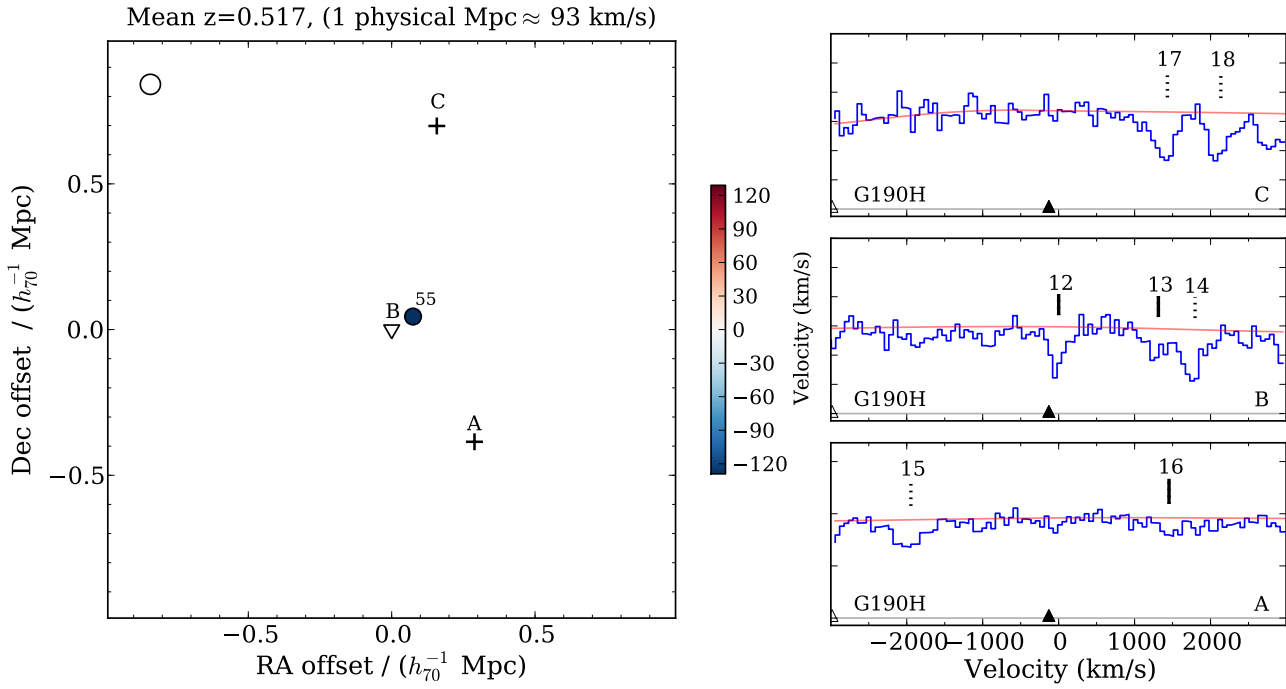 Mean z=0.517, (1 physical Mpc ≈ 93 km/s)
C
B
55
A
0.5
0.0
−0.5
−0.5
0.0
0.5
Dec offset / (h₇₀⁻¹ Mpc)
RA offset / (h₇₀⁻¹ Mpc)
120
90
60
30
0
−30
−60
−90
−120
Velocity (km/s)
17
18
G190H
C
12
13
14
G190H
B
15
16
G190H
A
−2000
−1000
0
1000
2000
Velocity (km/s)